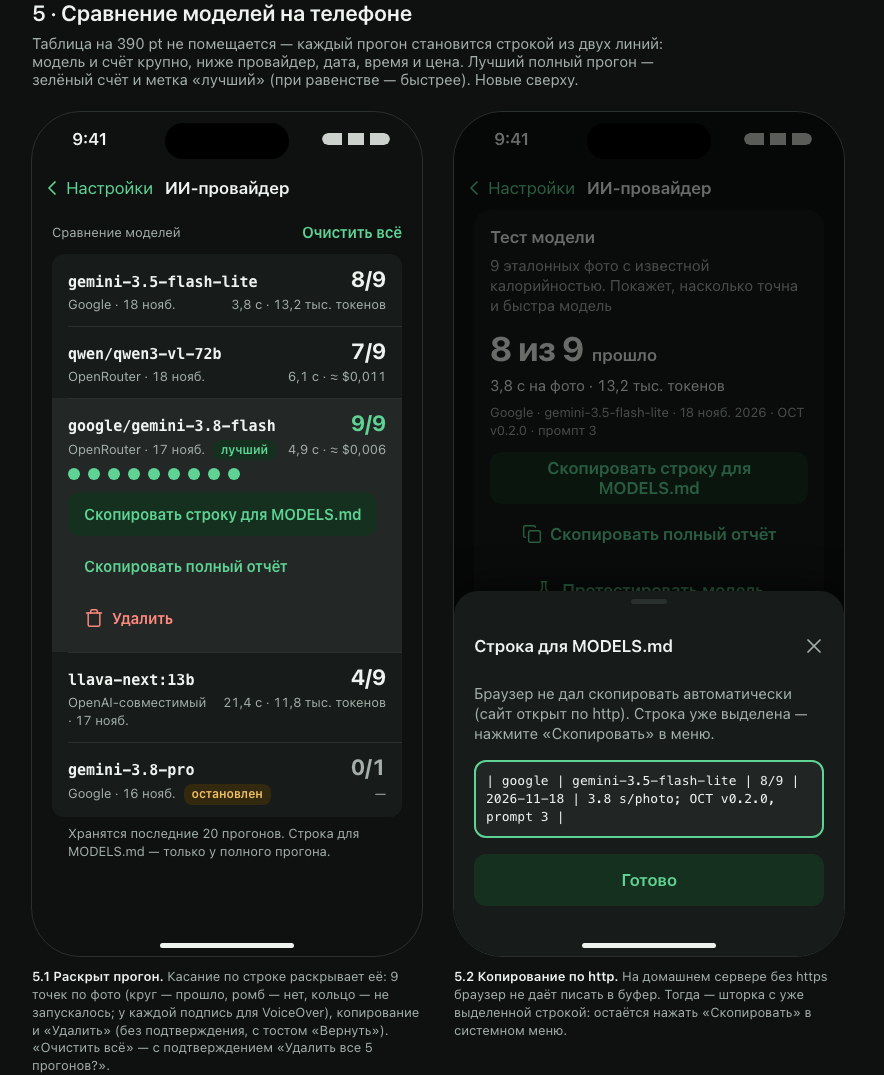 5 · Сравнение моделей на телефоне
Таблица на 390 pt не помещается — каждый прогон становится строкой из двух линий:
модель и счёт крупно, ниже провайдер, дата, время и цена. Лучший полный прогон —
зелёный счёт и метка «лучший» (при равенстве — быстрее). Новые сверху.
9:41
Настройки ИИ-провайдер
Сравнение моделей Очистить всё
gemini-3.5-flash-lite 8/9
Google · 18 нояб. 3,8 с · 13,2 тыс. токенов
qwen/qwen3-vl-72b 7/9
OpenRouter · 18 нояб. 6,1 с · ≈ $0,011
google/gemini-3.8-flash 9/9
OpenRouter · 17 нояб. лучший 4,9 с · ≈ $0,006
Скопировать строку для MODELS.md
Скопировать полный отчёт
Удалить
llava-next:13b 4/9
OpenAI-совместимый 21,4 с · 11,8 тыс. токенов
· 17 нояб.
gemini-3.8-pro 0/1
Google · 16 нояб. остановлен —
Хранятся последние 20 прогонов. Строка для
MODELS.md — только у полного прогона.
5.1 Раскрыт прогон. Касание по строке раскрывает её: 9
точек по фото (круг — прошло, ромб — нет, кольцо — не
запускалось; у каждой подпись для VoiceOver), копирование
и «Удалить» (без подтверждения, с тостом «Вернуть»).
«Очистить всё» — с подтверждением «Удалить все 5
прогонов?».
9:41
Настройки ИИ-провайдер
Тест модели
9 эталонных фото с известной
калорийностью. Покажет, насколько точна
и быстра модель
8 из 9 прошло
3,8 с на фото · 13,2 тыс. токенов
Google · gemini-3.5-flash-lite · 18 нояб. 2026 · OCT
v0.2.0 · промпт 3
Скопировать строку для
MODELS.md
Скопировать полный отчёт
Протестировать модель
Строка для MODELS.md
Браузер не дал скопировать автоматически
(сайт открыт по http). Строка уже выделена —
нажмите «Скопировать» в меню.
| google | gemini-3.5-flash-lite | 8/9 |
2026-11-18 | 3.8 s/photo; OCT v0.2.0,
prompt 3 |
Готово
5.2 Копирование по http. На домашнем сервере без https
браузер не даёт писать в буфер. Тогда — шторка с уже
выделенной строкой: остаётся нажать «Скопировать» в
системном меню.